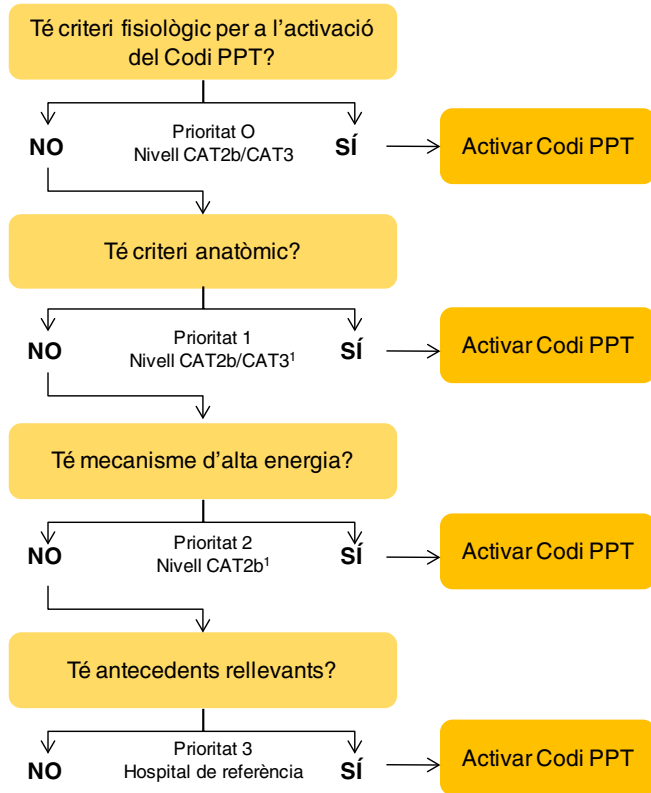 Té criteri fisiològic per a l'activació
del Codi PPT?
NO
Prioritat O
Nivell CAT2b/CAT3
SÍ
Activar Codi PPT
Té criteri anatòmic?
NO
Prioritat 1
Nivell CAT2b/CAT3¹
SÍ
Activar Codi PPT
Té mecanisme d'alta energia?
NO
Prioritat 2
Nivell CAT2b¹
SÍ
Activar Codi PPT
Té antecedents rellevants?
NO
Prioritat 3
Hospital de referència
SÍ
Activar Codi PPT